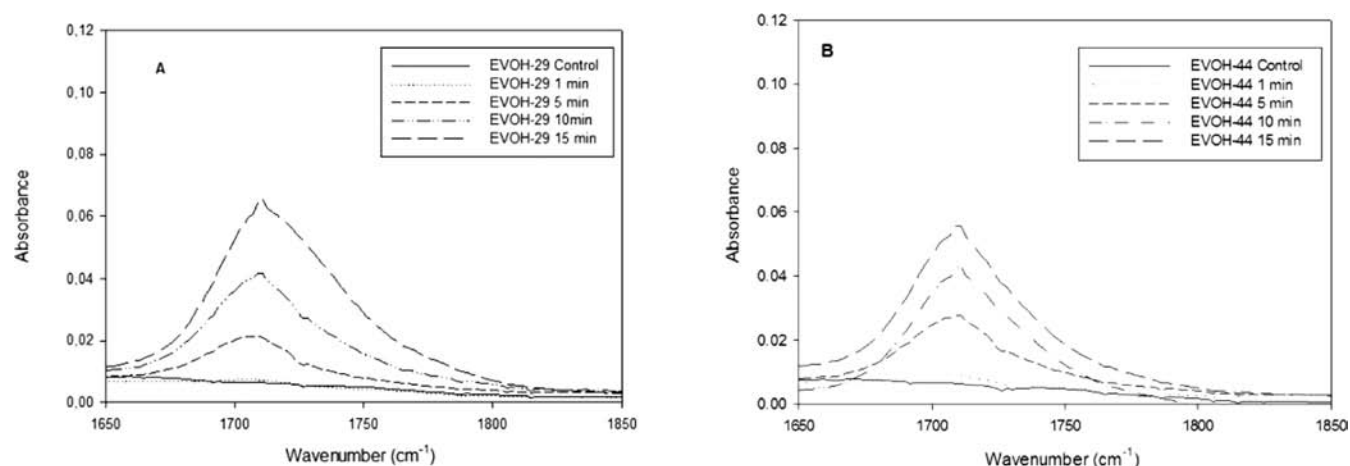 A
EVOH-29 Control
EVOH-29 1 min
EVOH-29 5 min
EVOH-29 10min
EVOH-29 15 min
0,12
0,10
0,08
0,06
0,04
0,02
0,00
Absorbance
1650 1700 1750 1800 1850
Wavenumber (cm⁻¹)
B
EVOH-44 Control
EVOH-44 1 min
EVOH-44 5 min
EVOH-44 10 min
EVOH-44 15 min
0.12
0.10
0.08
0.06
0.04
0.02
0.00
Absorbance
1650 1700 1750 1800 1850
Wavenumber (cm⁻¹)